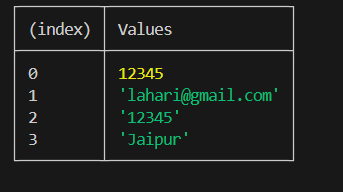 (index) Values
0 12345
1 'lahari@gmail.com'
2 '12345'
3 'Jaipur'